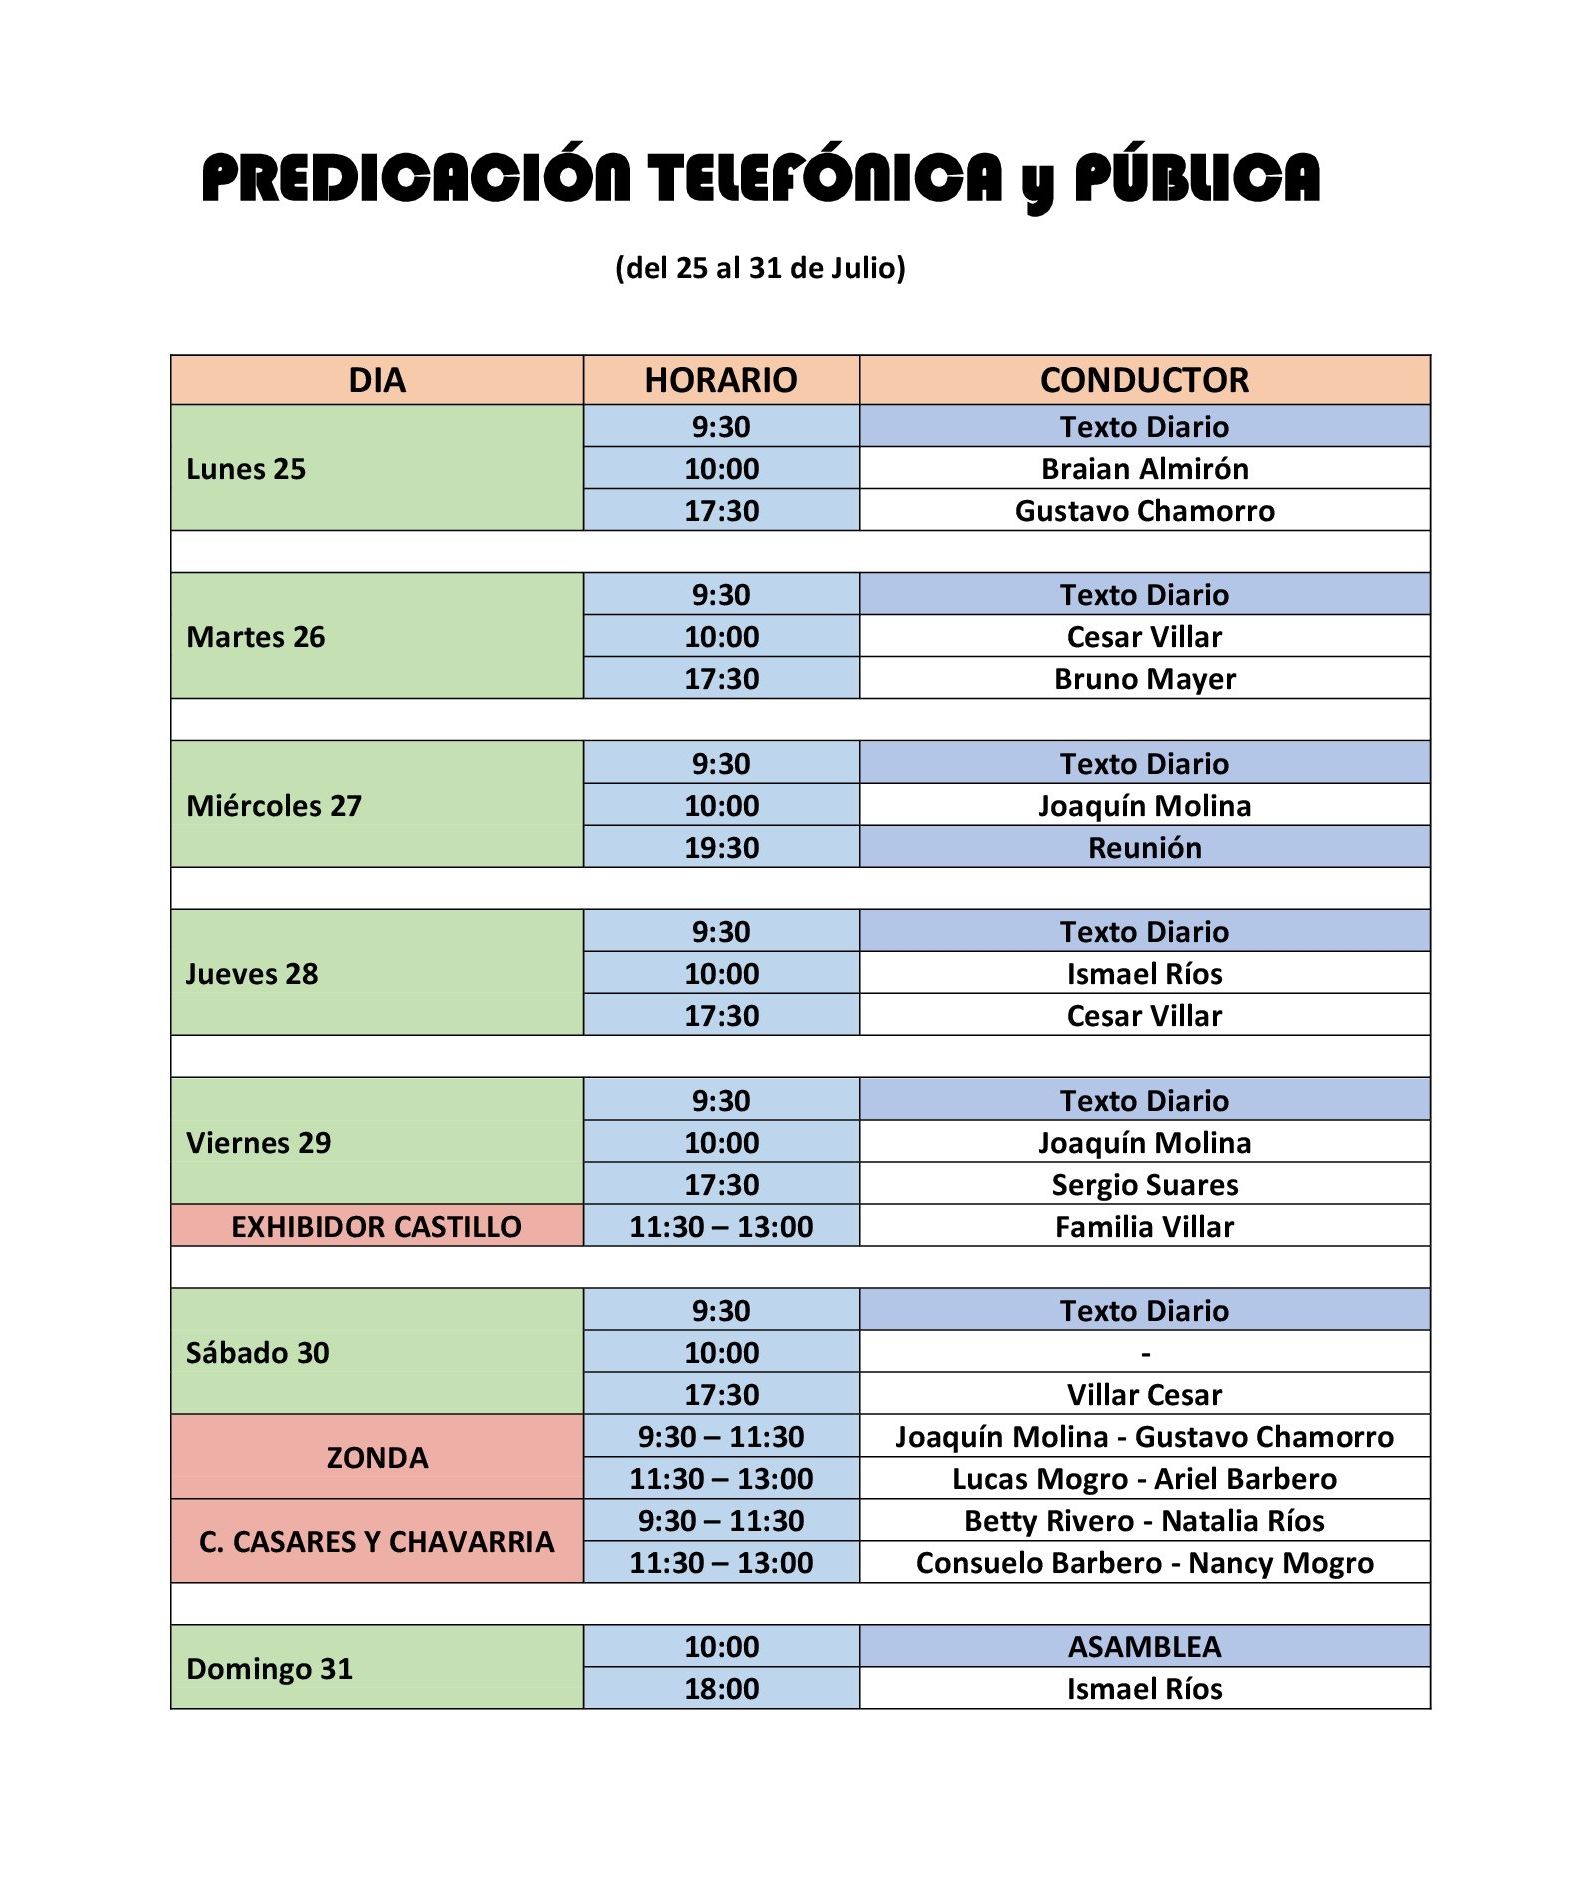 PREDICACIÓN TELEFÓNICA y PÚBLICA
(del 25 al 31 de Julio)
DIA HORARIO CONDUCTOR
Lunes 25
9:30 Texto Diario
10:00 Braian Almirón
17:30 Gustavo Chamorro
Martes 26
9:30 Texto Diario
10:00 Cesar Villar
17:30 Bruno Mayer
Miércoles 27
9:30 Texto Diario
10:00 Joaquín Molina
19:30 Reunión
Jueves 28
9:30 Texto Diario
10:00 Ismael Ríos
17:30 Cesar Villar
Viernes 29
9:30 Texto Diario
10:00 Joaquín Molina
17:30 Sergio Suares
EXHIBIDOR CASTILLO 11:30 – 13:00 Familia Villar
Sábado 30
9:30 Texto Diario
10:00 -
17:30 Villar Cesar
ZONDA
9:30 – 11:30 Joaquín Molina - Gustavo Chamorro
11:30 – 13:00 Lucas Mogro - Ariel Barbero
C. CASARES Y CHAVARRIA
9:30 – 11:30 Betty Rivero - Natalia Ríos
11:30 – 13:00 Consuelo Barbero - Nancy Mogro
Domingo 31
10:00 ASAMBLEA
18:00 Ismael Ríos